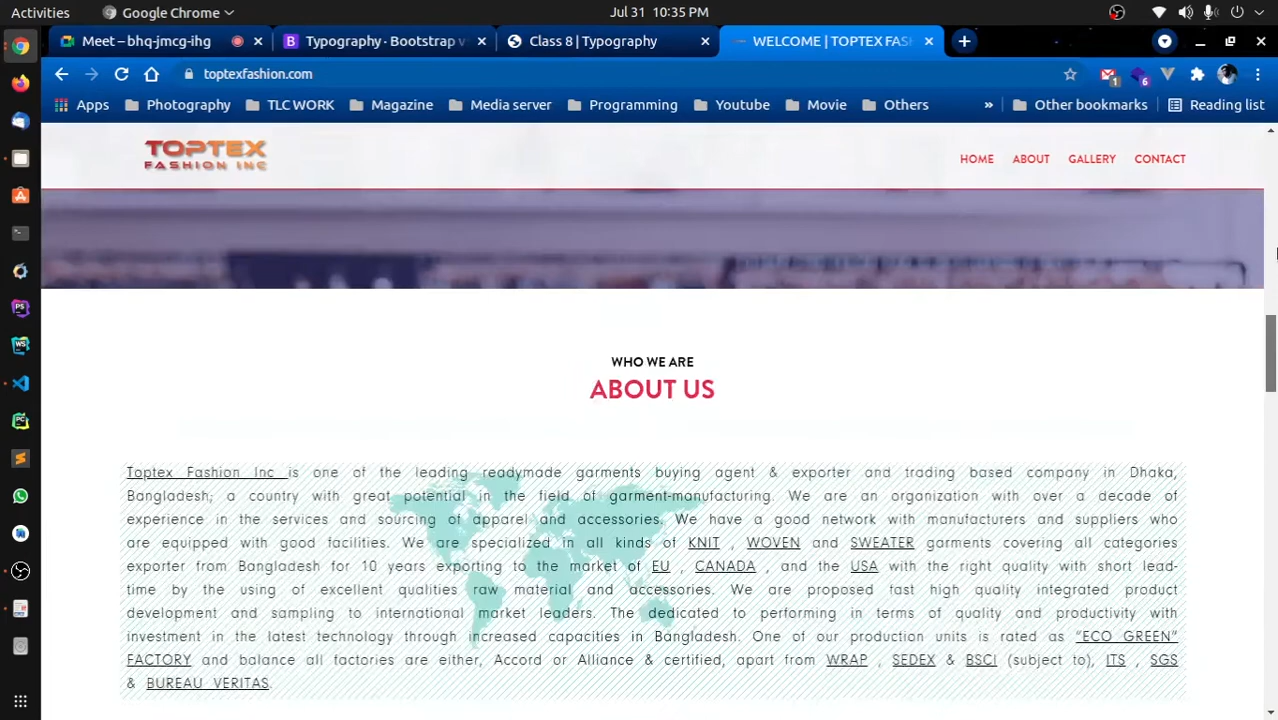 Activities
Google Chrome
Jul 31 10:35 PM
Meet – bhq-jmcg-ihg
Typography · Bootstrap v
Class 8 | Typography
WELCOME | TOPTEX FAS
toptexfashion.com
1
6
Apps
Photography
TLC WORK
Magazine
Media server
Programming
Youtube
Movie
Others
»
Other bookmarks
Reading list
TOPTEX
FASHION INC
HOME
ABOUT
GALLERY
CONTACT
WHO WE ARE
ABOUT US
Toptex Fashion Inc is one of the leading readymade garments buying agent & exporter and trading based company in Dhaka,
Bangladesh; a country with great potential in the field of garment-manufacturing. We are an organization with over a decade of
experience in the services and sourcing of apparel and accessories. We have a good network with manufacturers and suppliers who
are equipped with good facilities. We are specialized in all kinds of KNIT , WOVEN and SWEATER garments covering all categories
exporter from Bangladesh for 10 years exporting to the market of EU , CANADA , and the USA with the right quality with short lead-
time by the using of excellent qualities raw material and accessories. We are proposed fast high quality integrated product
development and sampling to international market leaders. The dedicated to performing in terms of quality and productivity with
investment in the latest technology through increased capacities in Bangladesh. One of our production units is rated as “ECO GREEN”
FACTORY and balance all factories are either, Accord or Alliance & certified, apart from WRAP , SEDEX & BSCI (subject to), ITS , SGS
& BUREAU VERITAS.